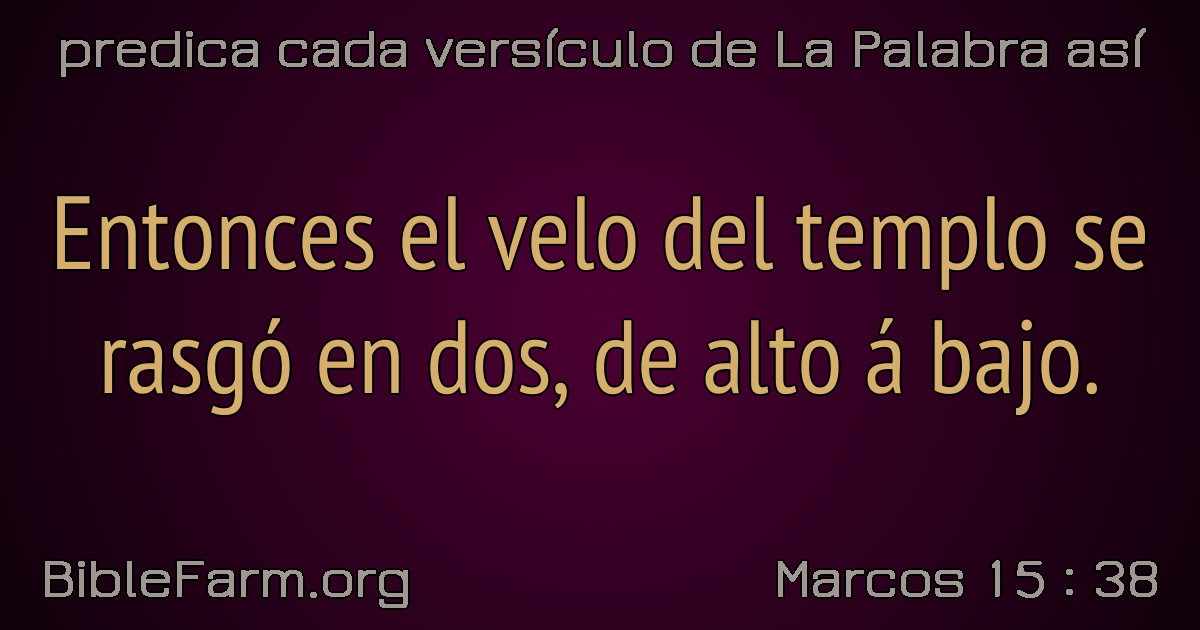 predica cada versículo de La Palabra así
Entonces el velo del templo se
rasgó en dos, de alto á bajo.
BibleFarm.org
Marcos 15 : 38